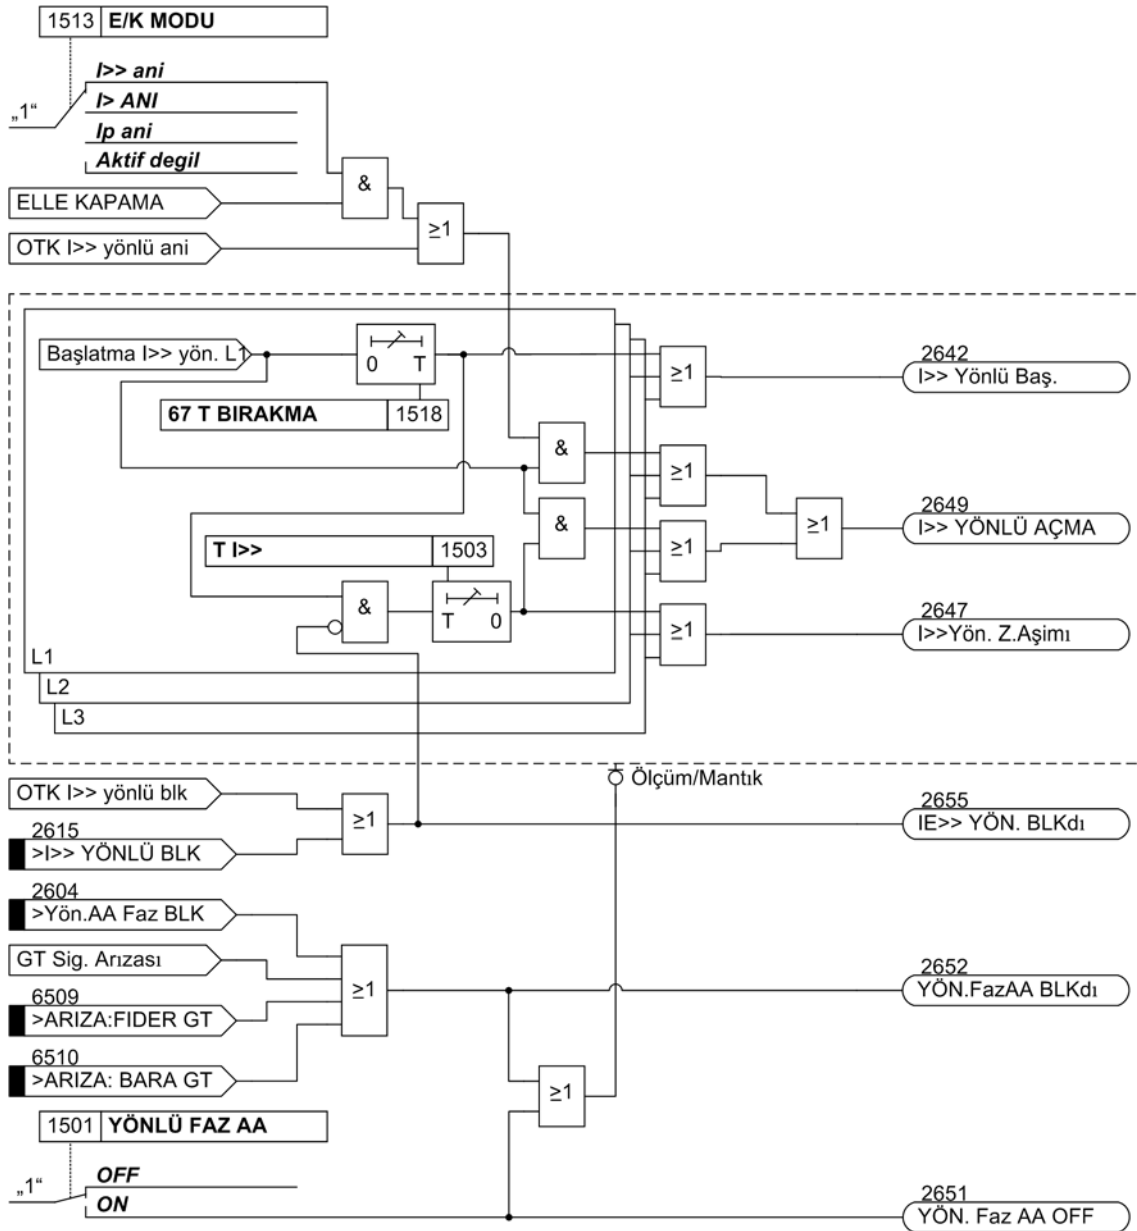 1513 E/K MODU
I>> ani
„1“
I> ANI
Ip ani
Aktif degil
ELLE KAPAMA
&
≥1
OTK I>> yönlü ani
Başlatma I>> yön. L1
0 T
≥1
2642
I>> Yönlü Baş.
67 T BIRAKMA 1518
&
≥1
2649
≥1
I>> YÖNLÜ AÇMA
&
≥1
T I>> 1503
&
T 0
≥1
2647
I>>Yön. Z.Aşimı
L1
L2
L3
Ölçüm/Mantık
OTK I>> yönlü blk
≥1
2655
IE>> YÖN. BLKdı
2615
>I>> YÖNLÜ BLK
2604
>Yön.AA Faz BLK
GT Sig. Arızası
≥1
2652
YÖN.FazAA BLKdı
6509
>ARIZA:FIDER GT
6510
>ARIZA: BARA GT
≥1
1501 YÖNLÜ FAZ AA
„1“
OFF
ON
2651
YÖN. Faz AA OFF